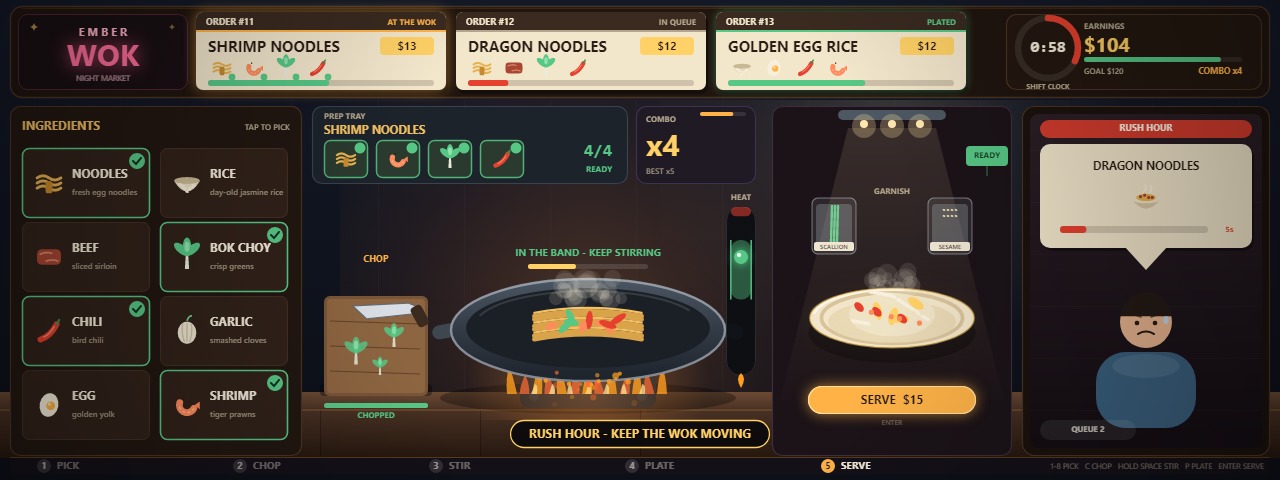 EMBER
WOK
NIGHT MARKET
ORDER #11
AT THE WOK
SHRIMP NOODLES
$13
ORDER #12
IN QUEUE
DRAGON NOODLES
$12
ORDER #13
PLATED
GOLDEN EGG RICE
$12
0:58
SHIFT CLOCK
EARNINGS
$104
GOAL $120
COMBO x4
INGREDIENTS
TAP TO PICK
NOODLES
fresh egg noodles
RICE
day-old jasmine rice
BEEF
sliced sirloin
BOK CHOY
crisp greens
CHILI
bird chili
GARLIC
smashed cloves
EGG
golden yolk
SHRIMP
tiger prawns
PREP TRAY
SHRIMP NOODLES
4/4
READY
COMBO
x4
BEST x5
HEAT
CHOP
IN THE BAND - KEEP STIRRING
CHOPPED
RUSH HOUR - KEEP THE WOK MOVING
READY
GARNISH
SCALLION
SESAME
SERVE $15
ENTER
RUSH HOUR
DRAGON NOODLES
5s
QUEUE 2
1 PICK
2 CHOP
3 STIR
4 PLATE
5 SERVE
1-8 PICK C CHOP HOLD SPACE STIR P PLATE ENTER SERVE